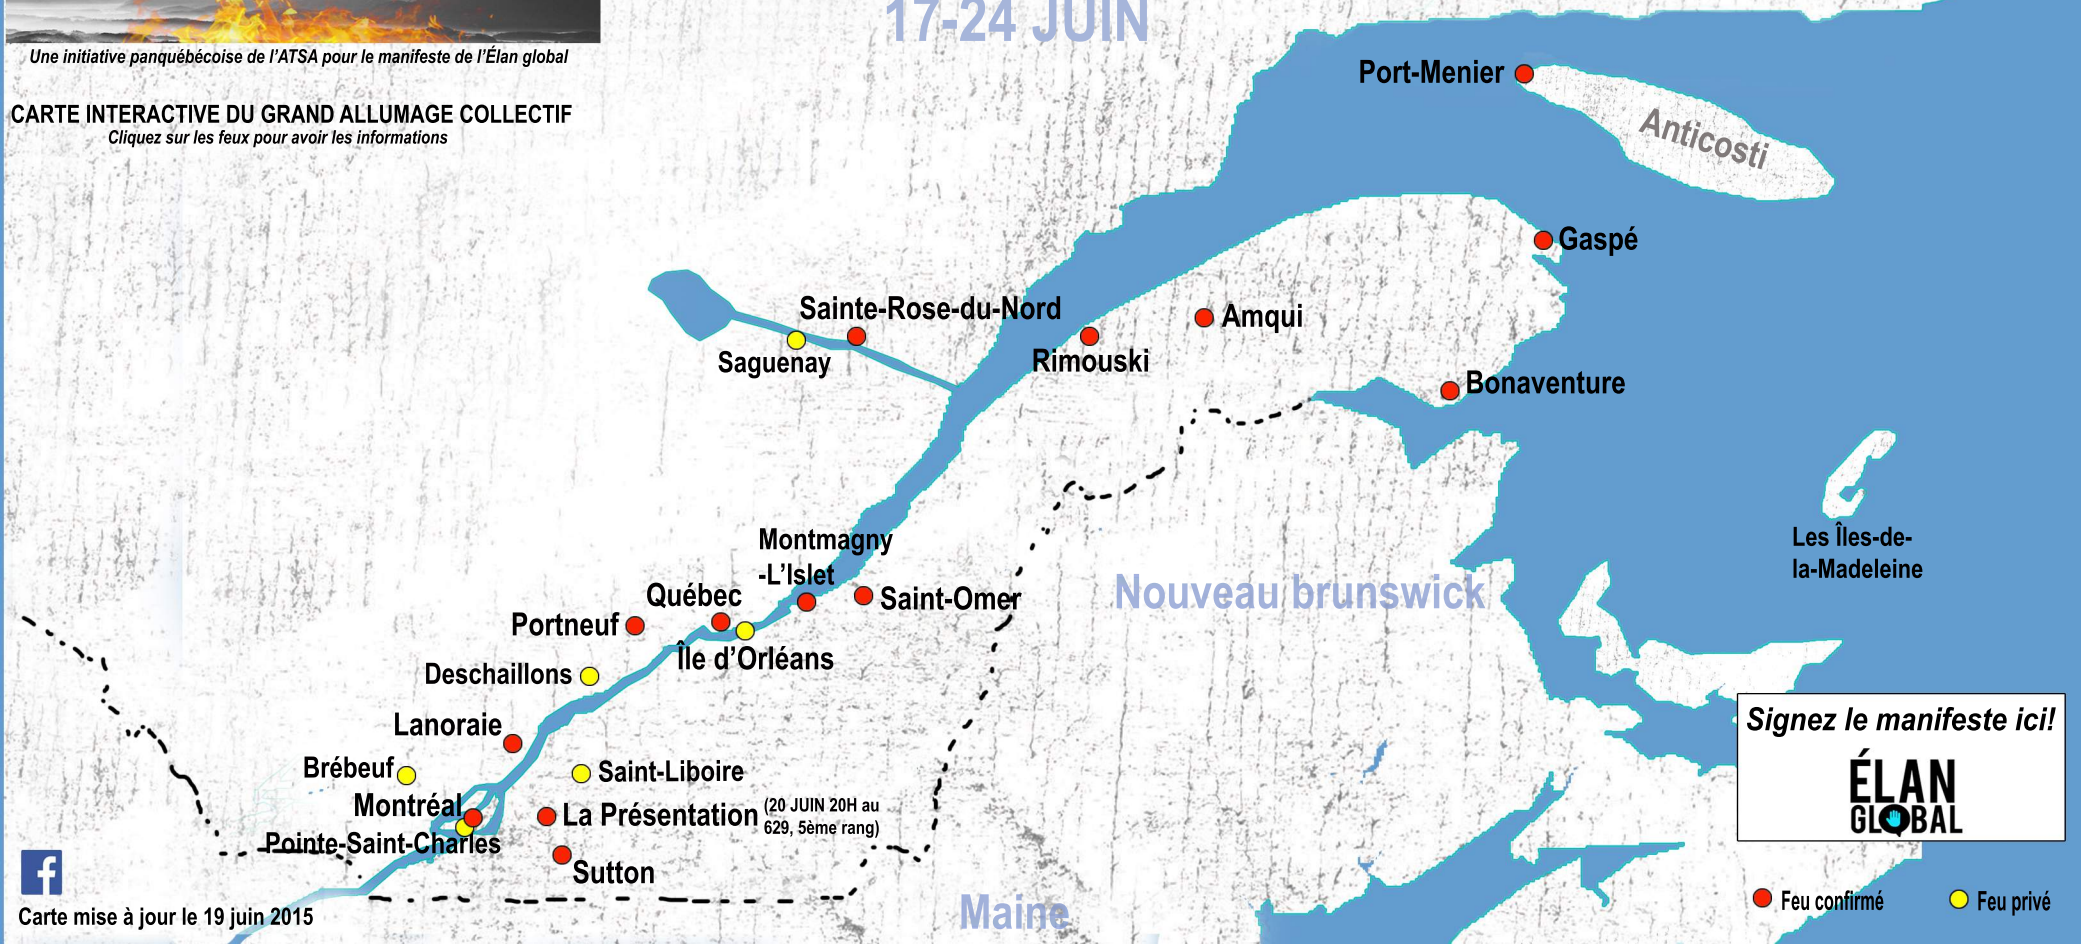 17-24 JUIN
Une initiative panquébécoise de l'ATSA pour le manifeste de l'Élan global
CARTE INTERACTIVE DU GRAND ALLUMAGE COLLECTIF
Cliquez sur les feux pour avoir les informations
Port-Menier
Anticosti
Gaspé
Sainte-Rose-du-Nord
Amqui
Saguenay
Rimouski
Bonaventure
Les Îles-de-
la-Madeleine
Montmagny
-L'Islet
Québec
Saint-Omer
Nouveau brunswick
Portneuf
Île d'Orléans
Deschaillons
Lanoraie
Brébeuf
Saint-Liboire
Montréal
La Présentation
(20 JUIN 20H au
629, 5ème rang)
Pointe-Saint-Charles
Sutton
Signez le manifeste ici!
ÉLAN
GLOBAL
f
Carte mise à jour le 19 juin 2015
Maine
Feu confirmé
Feu privé